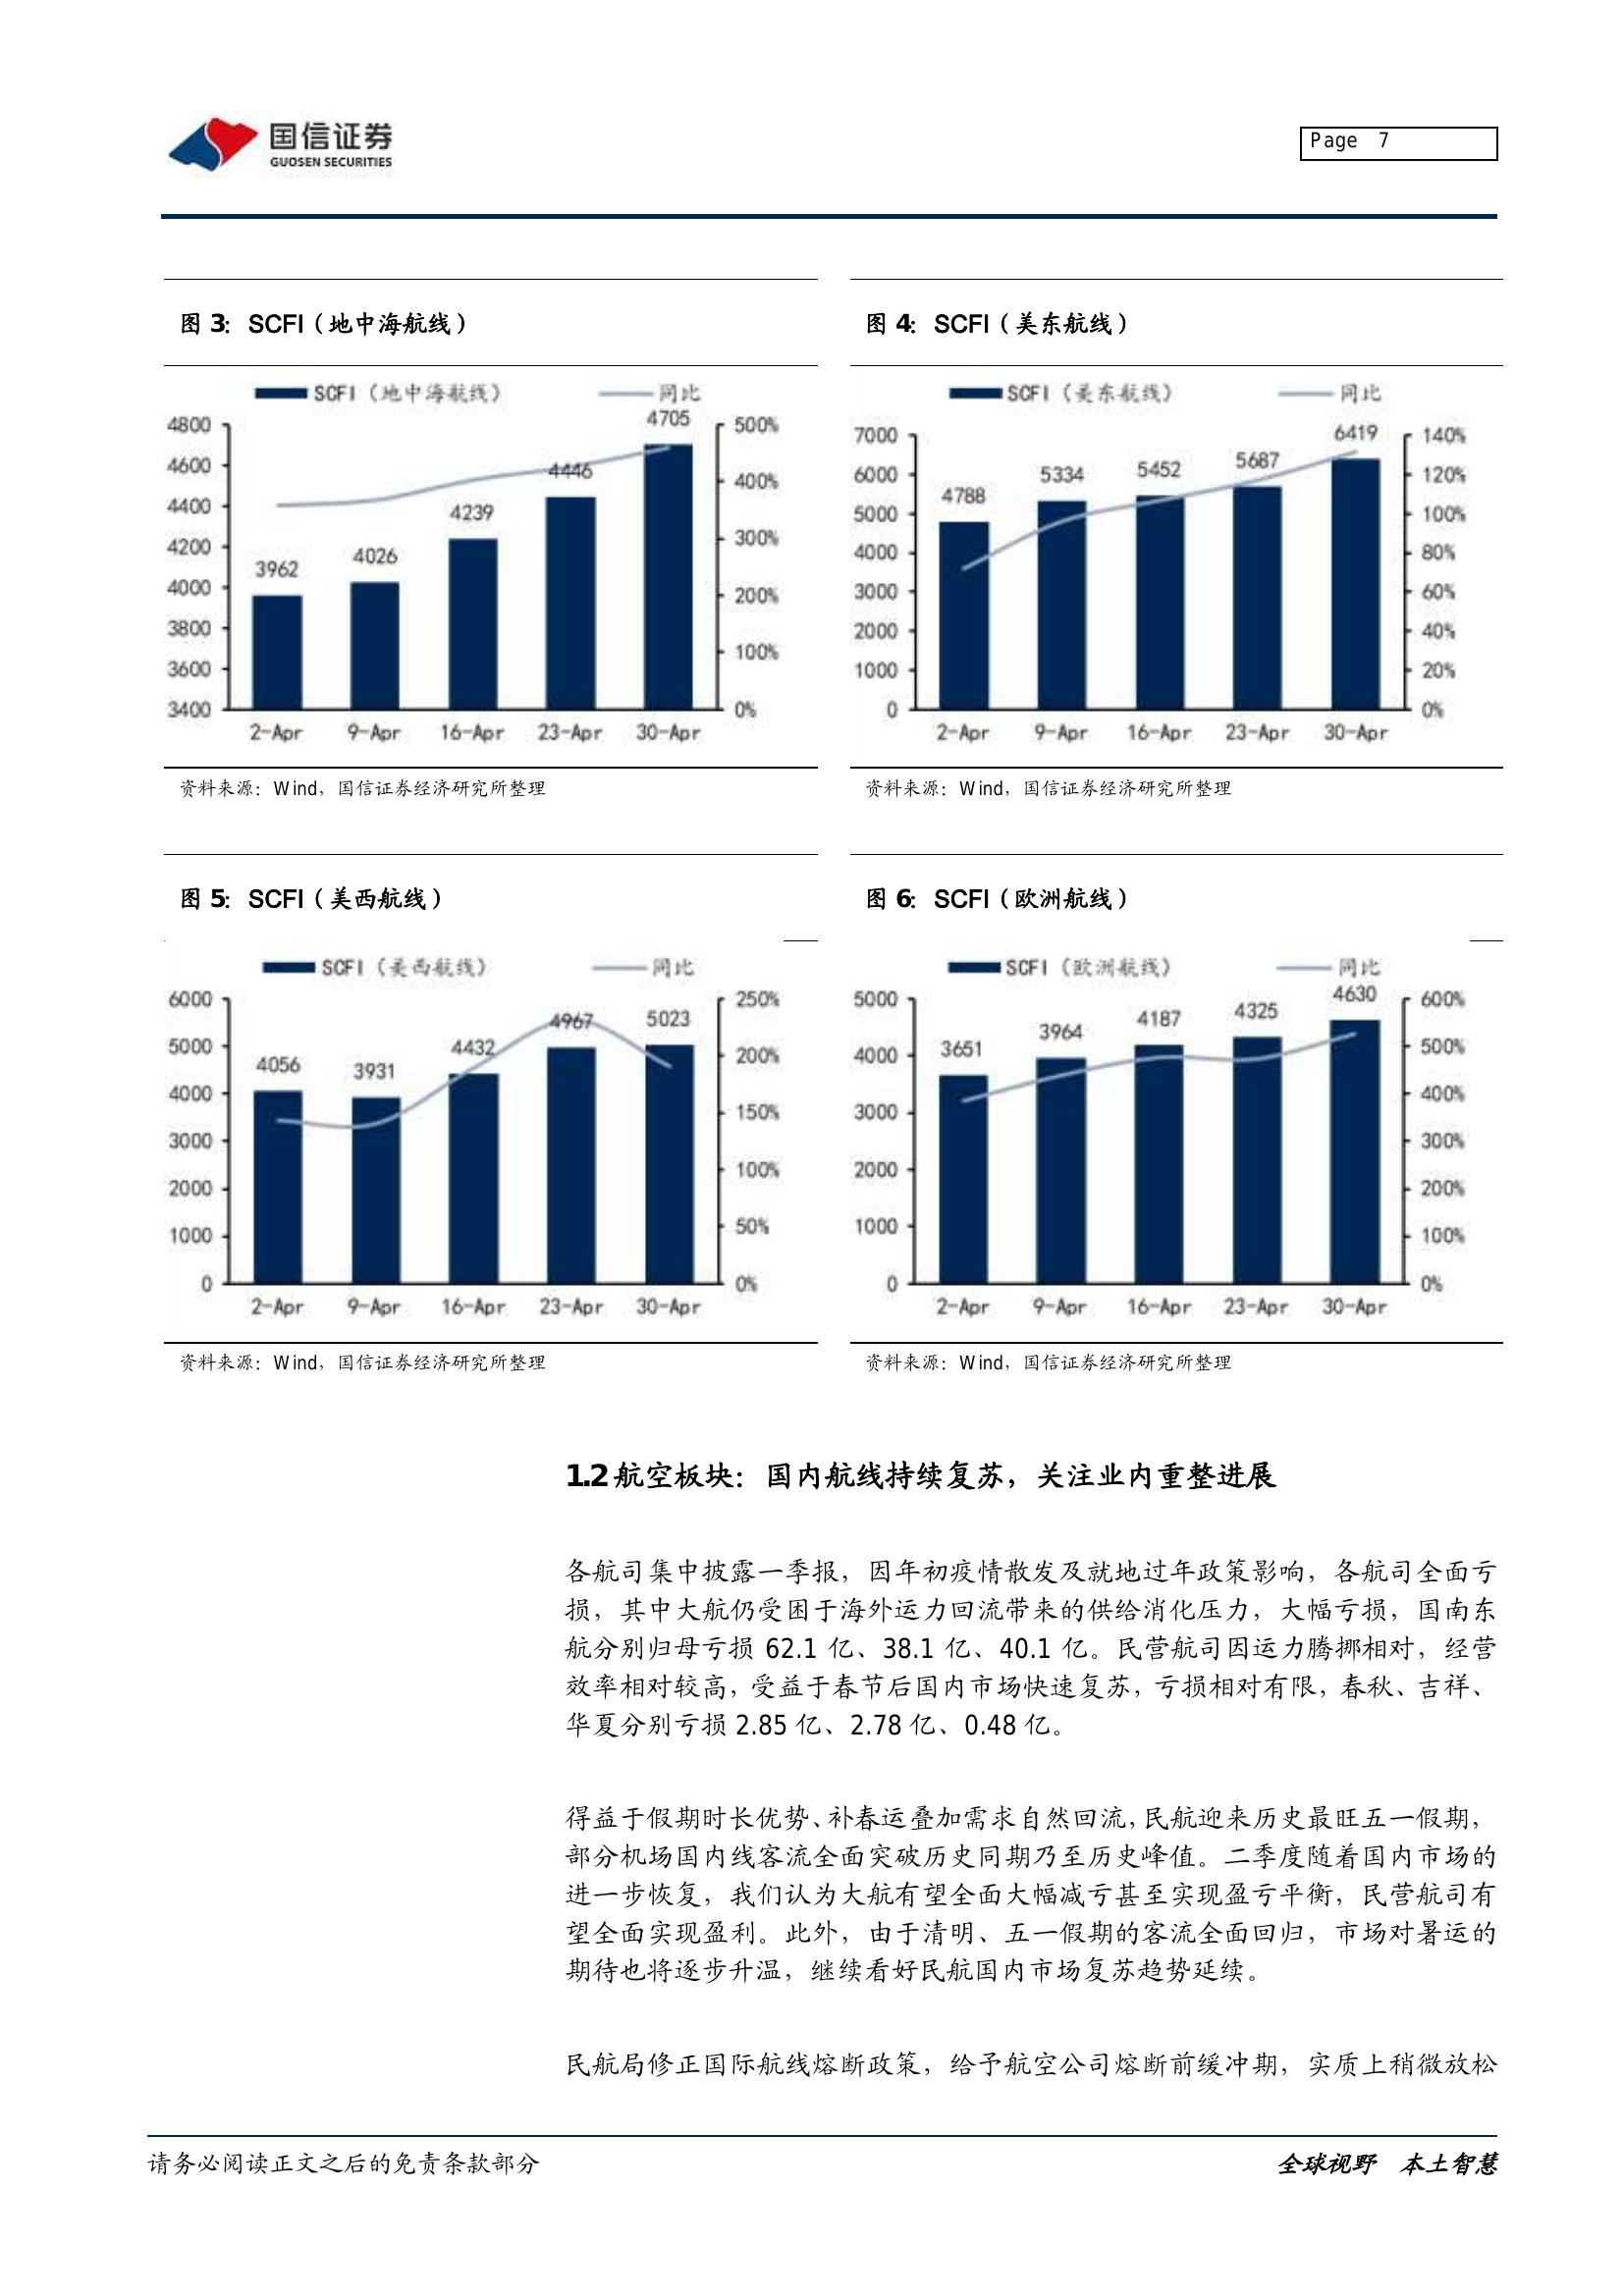 国信证券
GUOSEN SECURITIES
Page 7
图 3：SCFI（地中海航线）
SCFI（地中海航线） 同比
4800
4600
4400
4200
4000
3800
3600
3400
500%
400%
300%
200%
100%
0%
3962
4026
4239
4446
4705
2-Apr 9-Apr 16-Apr 23-Apr 30-Apr
资料来源：Wind，国信证券经济研究所整理
图 4：SCFI（美东航线）
SCFI（美东航线） 同比
7000
6000
5000
4000
3000
2000
1000
0
140%
120%
100%
80%
60%
40%
20%
0%
4788
5334
5452
5687
6419
2-Apr 9-Apr 16-Apr 23-Apr 30-Apr
资料来源：Wind，国信证券经济研究所整理
图 5：SCFI（美西航线）
SCFI（美西航线） 同比
6000
5000
4000
3000
2000
1000
0
250%
200%
150%
100%
50%
0%
4056
3931
4432
4967
5023
2-Apr 9-Apr 16-Apr 23-Apr 30-Apr
资料来源：Wind，国信证券经济研究所整理
图 6：SCFI（欧洲航线）
SCFI（欧洲航线） 同比
5000
4000
3000
2000
1000
0
600%
500%
400%
300%
200%
100%
0%
3651
3964
4187
4325
4630
2-Apr 9-Apr 16-Apr 23-Apr 30-Apr
资料来源：Wind，国信证券经济研究所整理
1.2 航空板块：国内航线持续复苏，关注业内重整进展
各航司集中披露一季报，因年初疫情散发及就地过年政策影响，各航司全面亏
损，其中大航仍受困于海外运力回流带来的供给消化压力，大幅亏损，国南东
航分别归母亏损 62.1 亿、38.1 亿、40.1 亿。民营航司因运力腾挪相对，经营
效率相对较高，受益于春节后国内市场快速复苏，亏损相对有限，春秋、吉祥、
华夏分别亏损 2.85 亿、2.78 亿、0.48 亿。
得益于假期时长优势、补春运叠加需求自然回流，民航迎来历史最旺五一假期，
部分机场国内线客流全面突破历史同期乃至历史峰值。二季度随着国内市场的
进一步恢复，我们认为大航有望全面大幅减亏甚至实现盈亏平衡，民营航司有
望全面实现盈利。此外，由于清明、五一假期的客流全面回归，市场对暑运的
期待也将逐步升温，继续看好民航国内市场复苏趋势延续。
民航局修正国际航线熔断政策，给予航空公司熔断前缓冲期，实质上稍微放松
请务必阅读正文之后的免责条款部分
全球视野 本土智慧